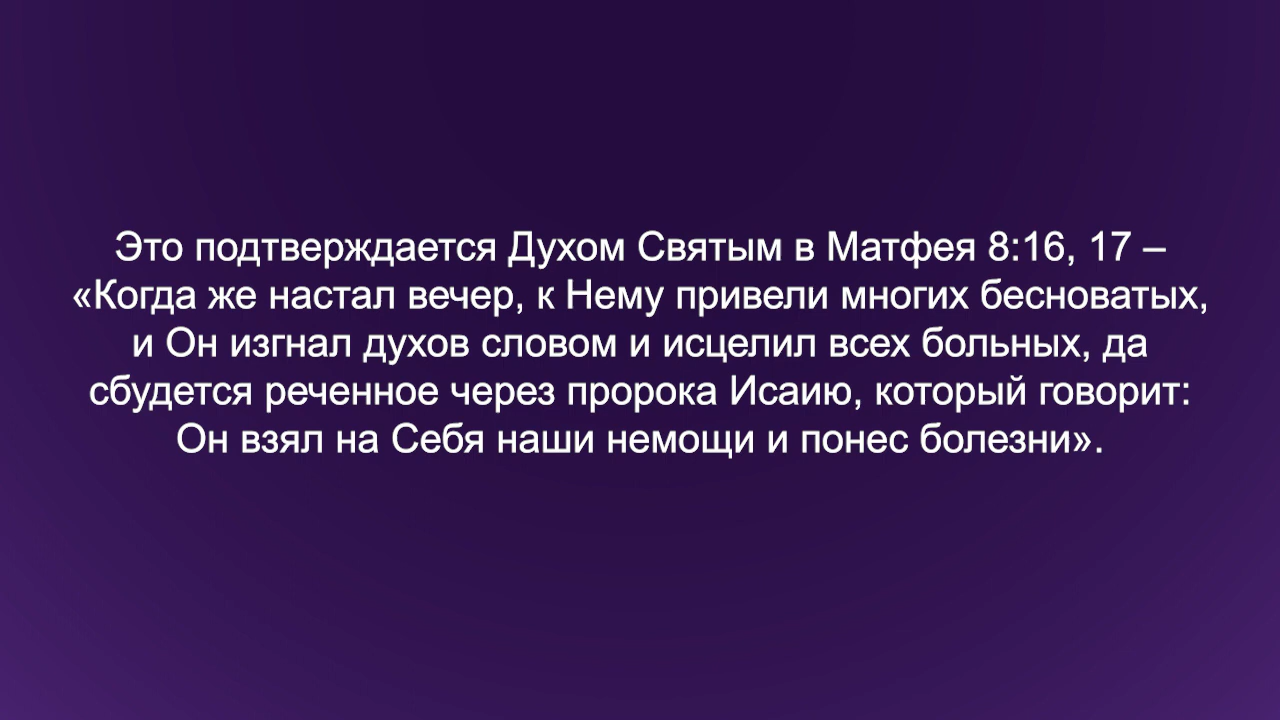 Это подтверждается Духом Святым в Матфея 8:16, 17 –
«Когда же настал вечер, к Нему привели многих бесноватых,
и Он изгнал духов словом и исцелил всех больных, да
сбудется реченное через пророка Исаию, который говорит:
Он взял на Себя наши немощи и понес болезни».